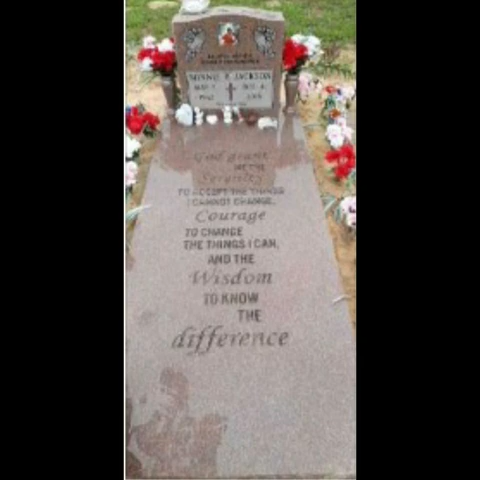 MINNIE P. JACKSON
God grant
ME THE
Serenity
TO ACCEPT THE THINGS
I CANNOT CHANGE,
Courage
TO CHANGE
THE THINGS I CAN,
AND THE
Wisdom
TO KNOW
THE
difference